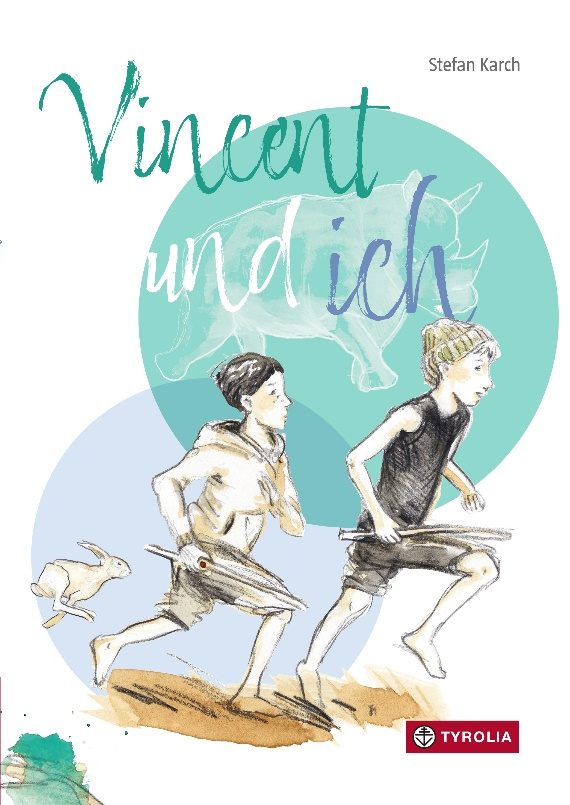 Stefan Karch
Vincent
und ich
TYROLIA